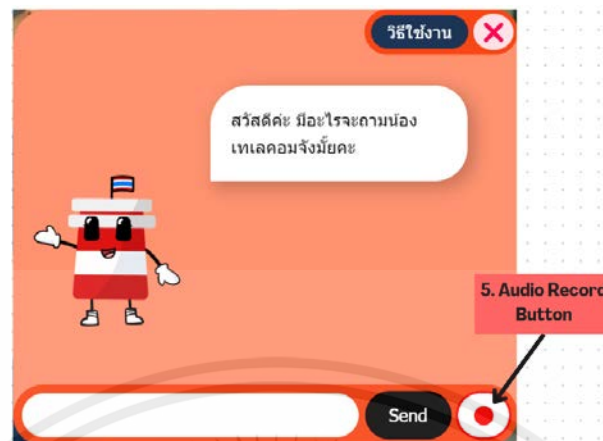 วิธีใช้งาน
สวัสดีค่ะ มีอะไรจะถามน้อง
เทเลคอมจังมั้ยคะ
5. Audio Record
Button
Send